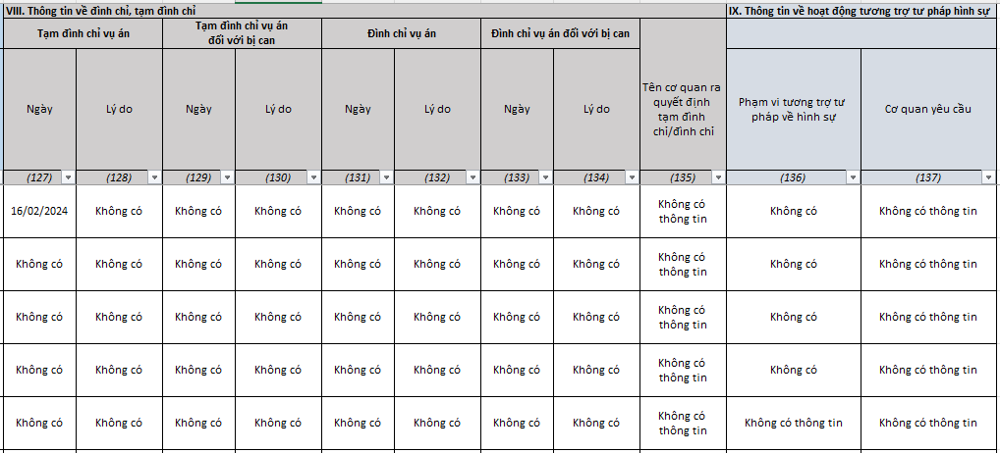 VIII. Thông tin về đình chỉ, tạm đình chỉ
IX. Thông tin về hoạt động tương trợ tư pháp hình sự
Tạm đình chỉ vụ án
Tạm đình chỉ vụ án
đối với bị can
Đình chỉ vụ án
Đình chỉ vụ án đối với bị can
Ngày
Lý do
Ngày
Lý do
Ngày
Lý do
Ngày
Lý do
Tên cơ quan ra
quyết định
tạm đình
chỉ/đình chỉ
Phạm vi tương trợ tư
pháp về hình sự
Cơ quan yêu cầu
(127) (128) (129) (130) (131) (132) (133) (134) (135) (136) (137)
16/02/2024 Không có Không có Không có Không có Không có Không có Không có Không có
thông tin
Không có Không có thông tin
Không có Không có Không có Không có Không có Không có Không có Không có Không có
thông tin
Không có Không có thông tin
Không có Không có Không có Không có Không có Không có Không có Không có Không có
thông tin
Không có Không có thông tin
Không có Không có Không có Không có Không có Không có Không có Không có Không có
thông tin
Không có Không có thông tin
Không có Không có Không có Không có Không có Không có Không có Không có Không có
thông tin
Không có thông tin Không có thông tin